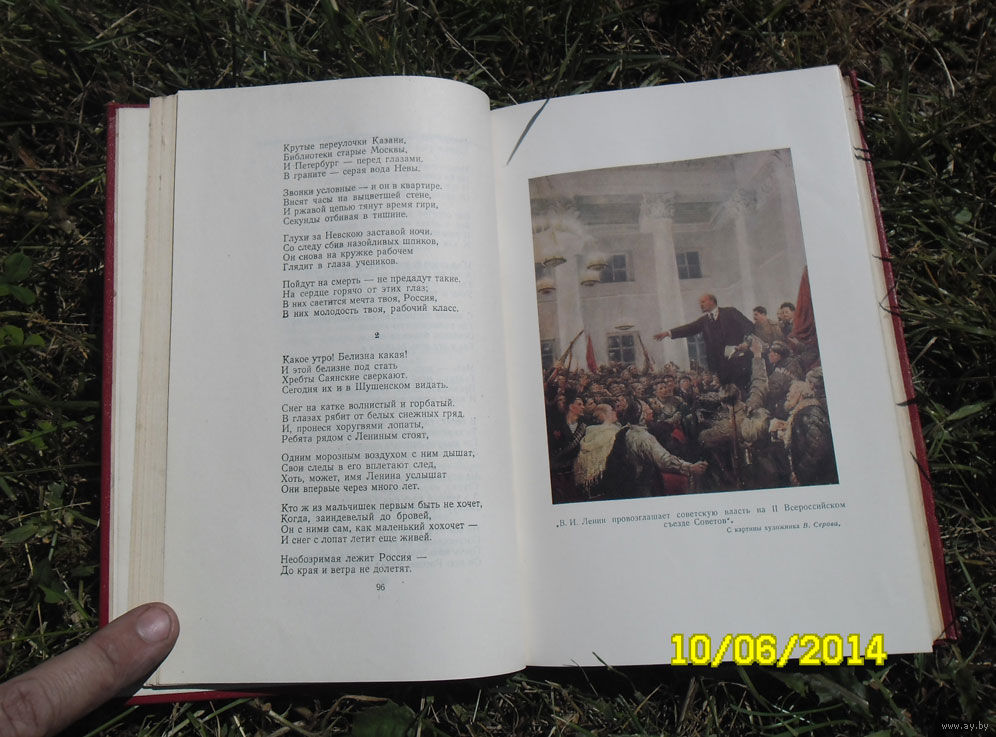 Крутые переулочки Казани,
Библиотеки старые Москвы,
И Петербург — перед глазами.
В граните — серая вода Невы.
Звонки условные — и он в квартире.
Висят часы на выцветшей стене,
И ржавой цепью тянут время гири,
Секунды отбивая в тишине.
Глухи за Невскою заставой ночи.
Со следу сбив назойливых шпиков,
Он снова на кружке рабочем
Глядит в глаза учеников.
Пойдут на смерть — не предадут такие.
На сердце горячо от этих глаз;
В них светится мечта твоя, Россия,
В них молодость твоя, рабочий класс.
2
Какое утро! Белизна какая!
И этой белизне под стать
Хребты Саянские сверкают.
Сегодня их и в Шушенском видать.
Снег на катке волнистый и горбатый.
В глазах рябит от белых снежных гряд.
И, пронеся хоругвями лопаты,
Ребята рядом с Лениным стоят,
Одним морозным воздухом с ним дышат,
Свои следы в его вплетают след,
Хоть, может, имя Ленина услышат
Они впервые через много лет.
Кто ж из мальчишек первым быть не хочет,
Когда, заиндевелый до бровей,
Он с ними сам, как маленький хохочет —
И снег с лопат летит еще живей.
Необозримая лежит Россия —
До края и ветра не долетят.
96
„В. И. Ленин провозглашает советскую власть на II Всероссийском
съезде Советов“.
С картины художника В. Серова.
10/06/2014
www.ay.by